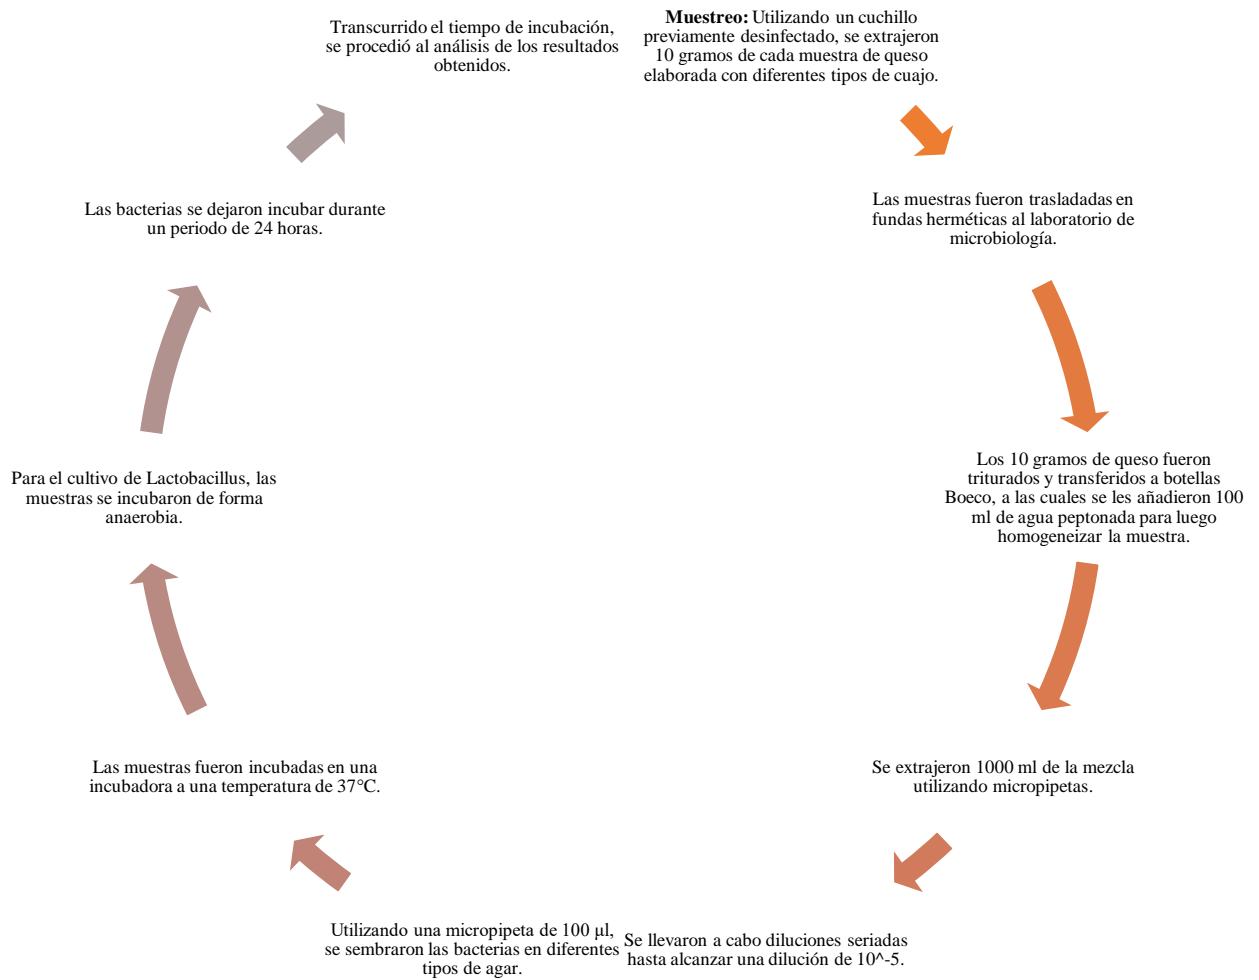 Muestreo: Utilizando un cuchillo
previamente desinfectado, se extrajeron
10 gramos de cada muestra de queso
elaborada con diferentes tipos de cuajo.
Las muestras fueron trasladadas en
fundas herméticas al laboratorio de
microbiología.
Los 10 gramos de queso fueron
triturados y transferidos a botellas
Boeco, a las cuales se les añadieron 100
ml de agua peptonada para luego
homogeneizar la muestra.
Se extrajeron 1000 ml de la mezcla
utilizando micropipetas.
Se llevaron a cabo diluciones seriadas
hasta alcanzar una dilución de 10^-5.
Utilizando una micropipeta de 100 µl,
se sembraron las bacterias en diferentes
tipos de agar.
Las muestras fueron incubadas en una
incubadora a una temperatura de 37°C.
Para el cultivo de Lactobacillus, las
muestras se incubaron de forma
anaerobia.
Las bacterias se dejaron incubar durante
un periodo de 24 horas.
Transcurrido el tiempo de incubación,
se procedió al análisis de los resultados
obtenidos.